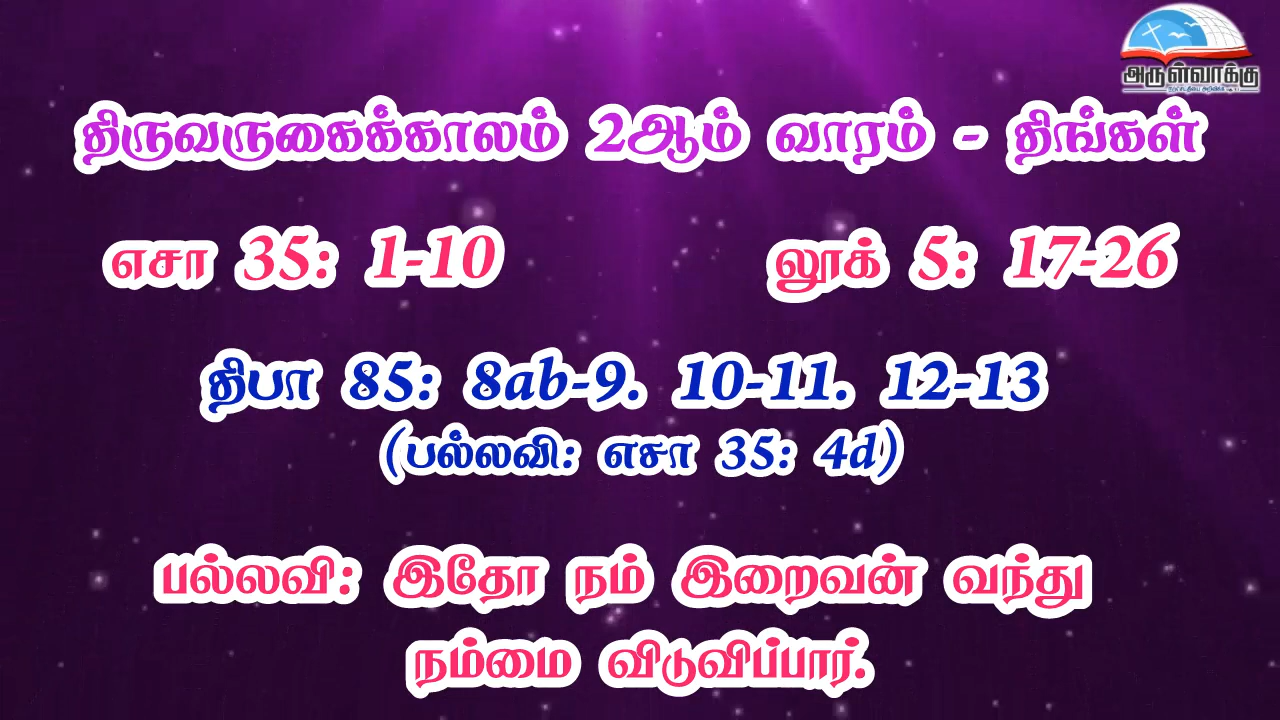 அருள்வாக்கு
திருவருகைக்காலம் 2ஆம் வாரம் - திங்கள்
எசா 35: 1-10 லூக் 5: 17-26
திபா 85: 8ab-9. 10-11. 12-13
(பல்லவி: எசா 35: 4d)
பல்லவி: இதோ நம் இறைவன் வந்து
நம்மை விடுவிப்பார்.